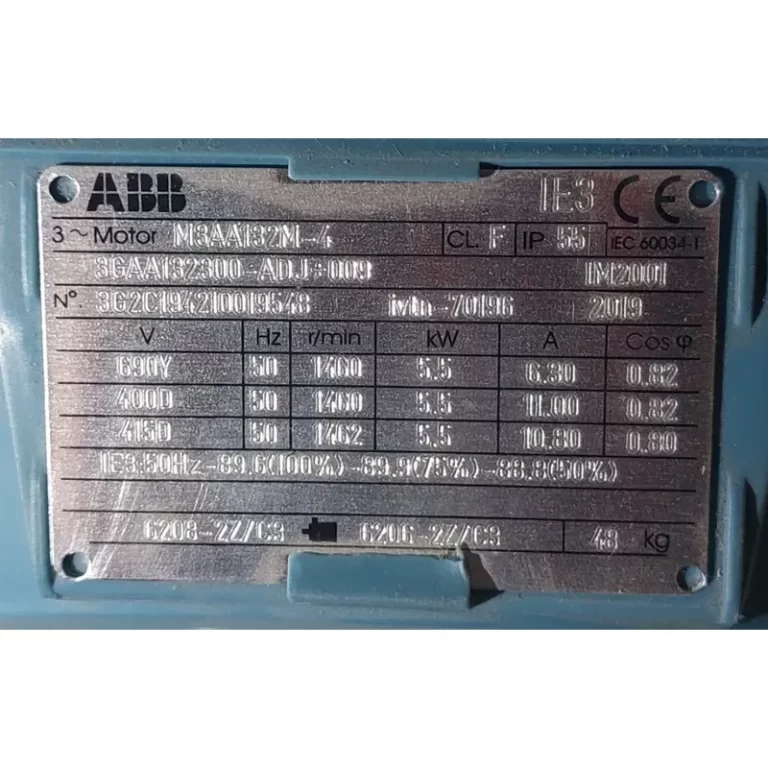 ABB IE3 CE
3~ Motor M3AA132M-4 CL. F IP 55 IEC 60034-1
3GAA132300-ADJ-009 IM2001
N°. 3G2C194210019548 70196 2019
V Hz r/min kW A Cos φ
690Y 50 1460 5.5 6.30 0.82
400D 50 1460 5.5 11.00 0.82
415D 50 1462 5.5 10.80 0.80
IE3:50Hz-89.6(100%)-89.9(75%)-88.8(50%)
6208-2Z/C3 6206-2Z/C3 48 kg